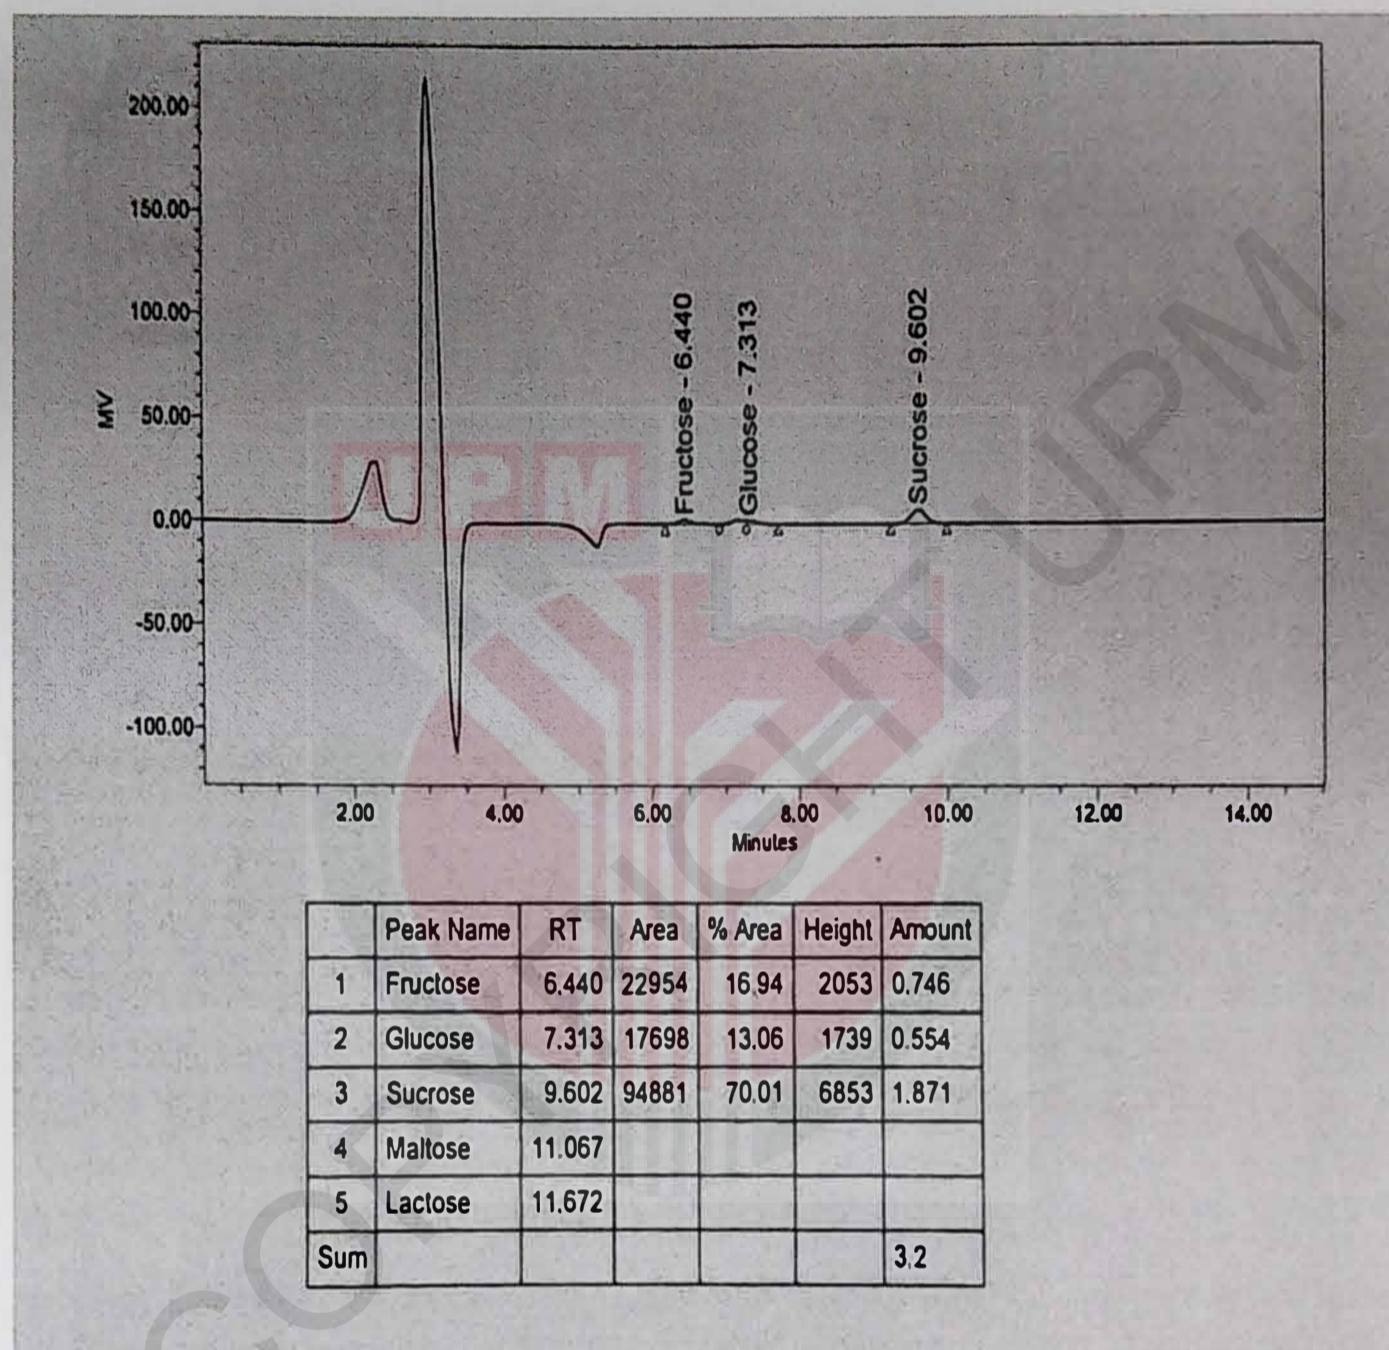 200.00
150.00
100.00
50.00
0.00
-50.00
-100.00
MV
Fructose - 6.440
Glucose - 7.313
Sucrose - 9.602
2.00 4.00 6.00 8.00 10.00 12.00 14.00
Minutes
UPM
COPYRIGHT UPM
Peak Name RT Area % Area Height Amount
1 Fructose 6.440 22954 16.94 2053 0.746
2 Glucose 7.313 17698 13.06 1739 0.554
3 Sucrose 9.602 94881 70.01 6853 1.871
4 Maltose 11.067
5 Lactose 11.672
Sum 3.2